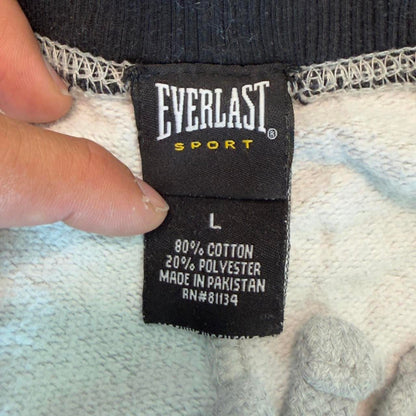 EVERLAST®
SPORT
L
80% COTTON
20% POLYESTER
MADE IN PAKISTAN
RN#81134